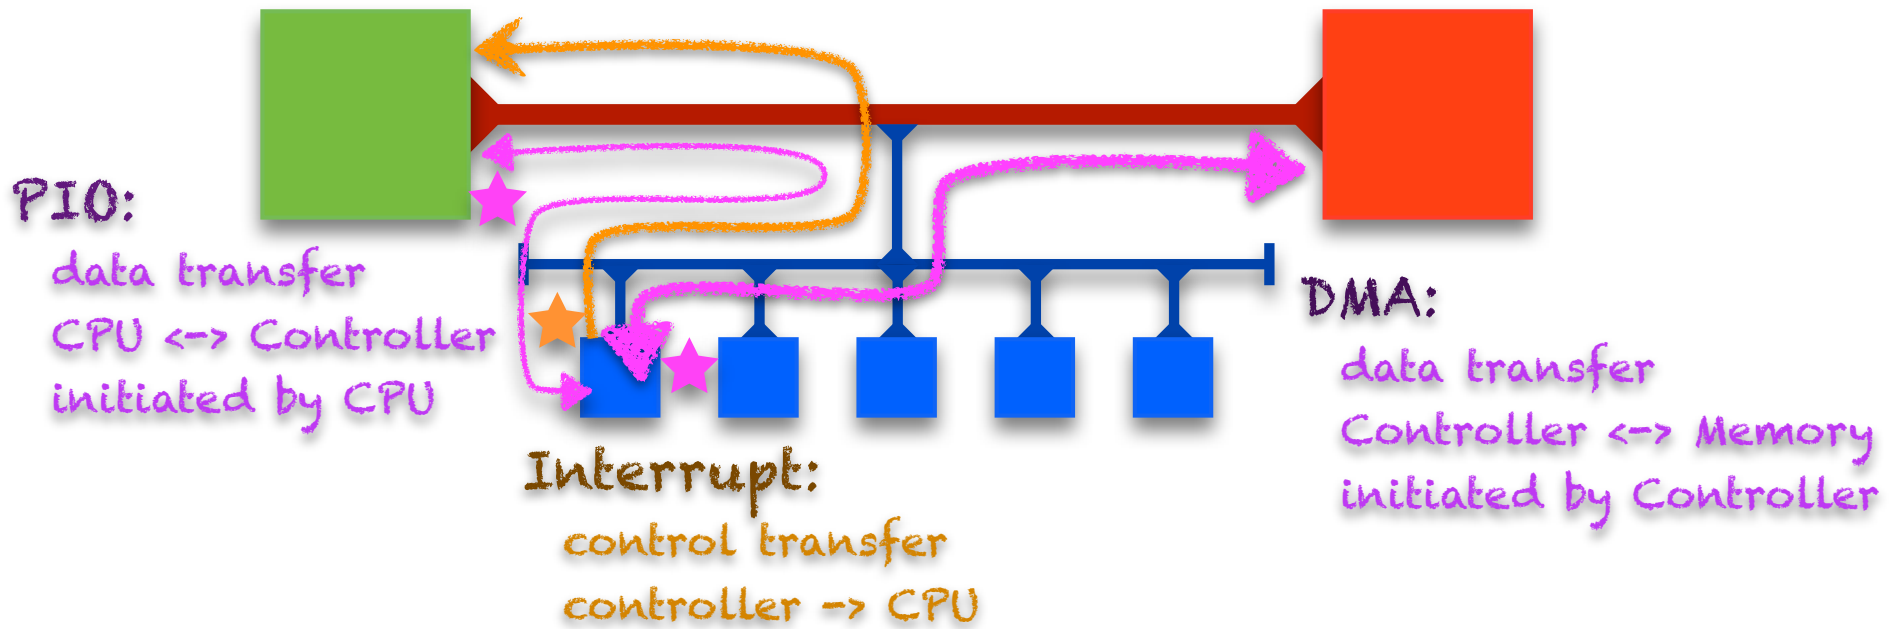 PIO:
data transfer
CPU <-> Controller
initiated by CPU
Interrupt:
control transfer
controller -> CPU
DMA:
data transfer
Controller <-> Memory
initiated by Controller